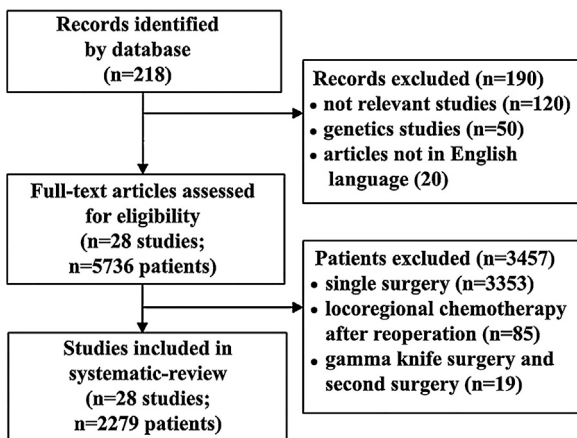 Records identified
by database
(n=218)
Records excluded (n=190)
• not relevant studies (n=120)
• genetics studies (n=50)
• articles not in English
language (20)
Full-text articles assessed
for eligibility
(n=28 studies;
n=5736 patients)
Patients excluded (n=3457)
• single surgery (n=3353)
• locoregional chemotherapy
after reoperation (n=85)
• gamma knife surgery and
second surgery (n=19)
Studies included in
systematic-review
(n=28 studies;
n=2279 patients)